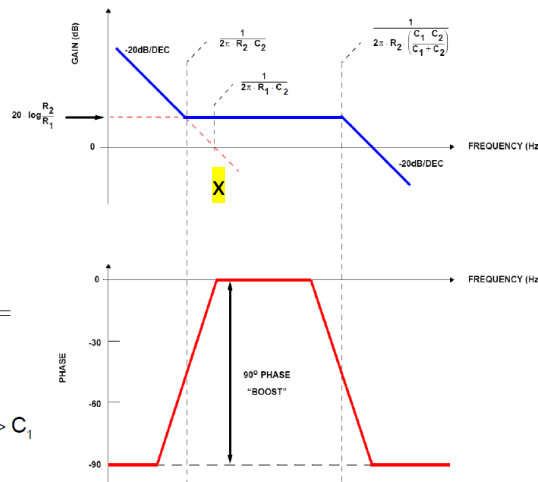 GAIN (dB)
-20dB/DEC
1
2π · R2 · C2
1
2π · R1 · C2
1
2π · R2 · (C1 · C2
C1 + C2)
20 · log R2
R1
0
FREQUENCY (Hz
-20dB/DEC
X
0
FREQUENCY (Hz
=
-30
PHASE
90O PHASE
"BOOST"
-60
> C1
-90